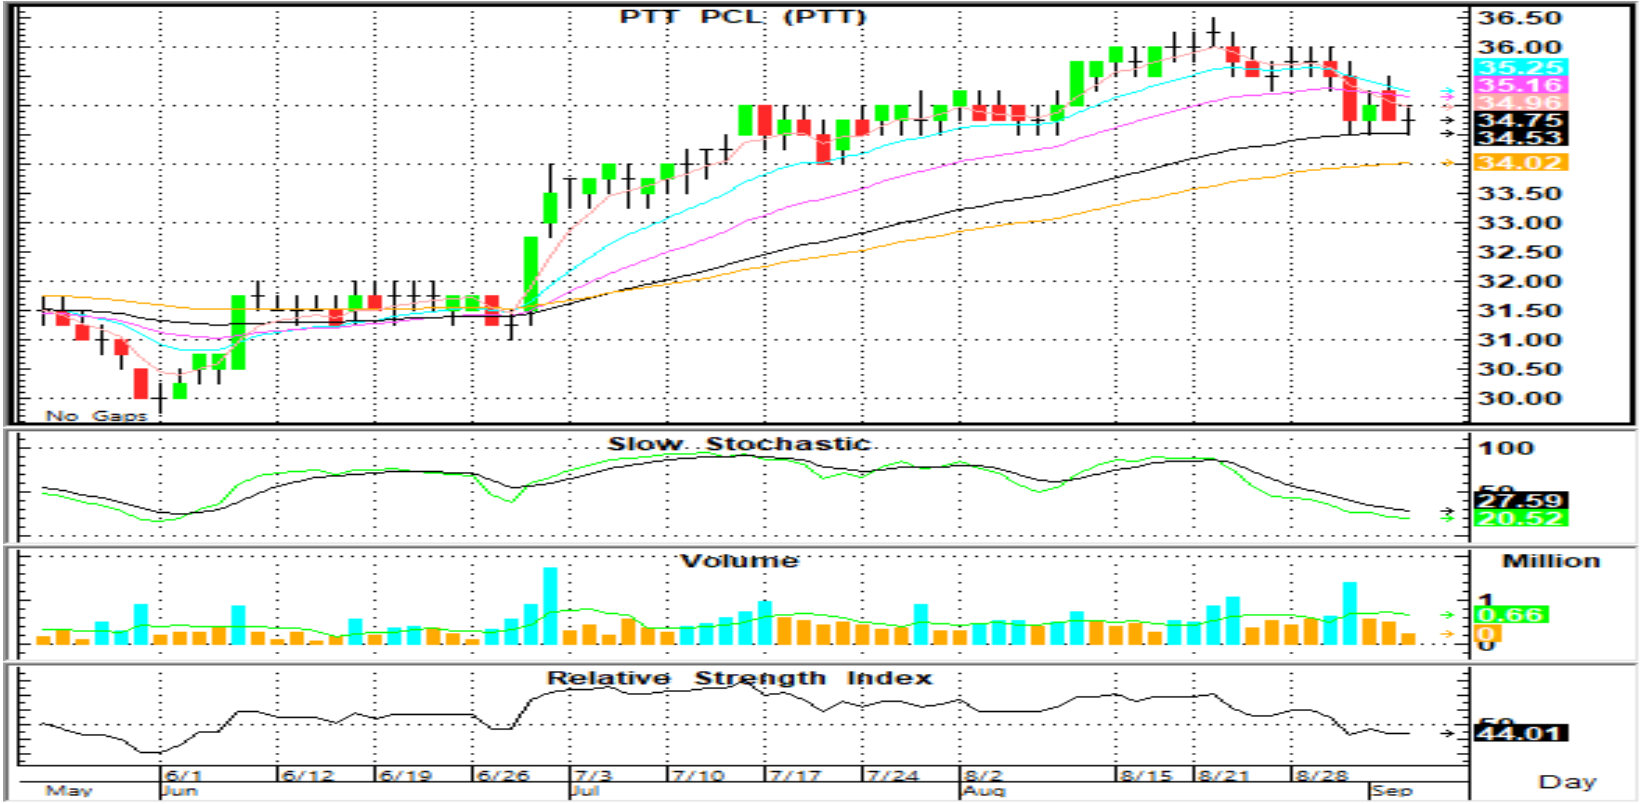 PTT PCL (PTT)
36.50
36.00
35.25
35.16
34.96
34.75
34.53
34.02
33.50
33.00
32.50
32.00
31.50
31.00
30.50
30.00
No Gaps
Slow Stochastic
100
50
27.59
20.52
Volume
Million
1
0.66
0
0
Relative Strength Index
50
44.01
6/1 6/12 6/19 6/26 7/3 7/10 7/17 7/24 8/2 8/15 8/21 8/28
May Jun Jul Aug Sep
Day